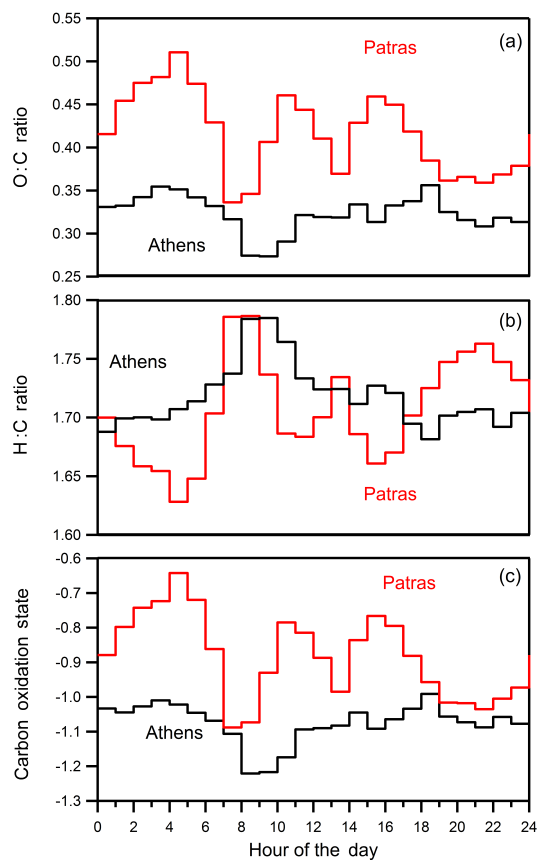 0.55
(a)
Patras
0.50
0.45
O:C ratio
0.40
0.35
0.30
Athens
0.25
1.80
(b)
Athens
1.75
H:C ratio
1.70
1.65
Patras
1.60
-0.6
(c)
Patras
-0.7
-0.8
Carbon oxidation state
-0.9
-1.0
Athens
-1.1
-1.2
-1.3
0 2 4 6 8 10 12 14 16 18 20 22 24
Hour of the day